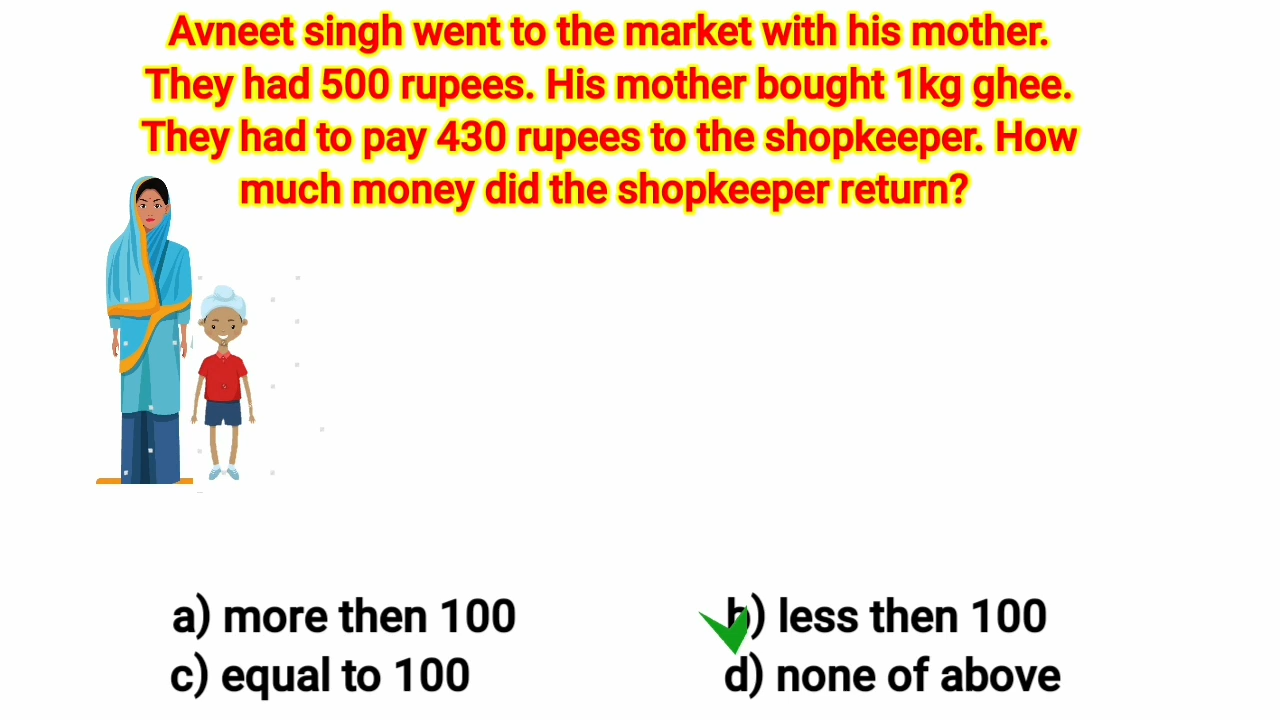 Avneet singh went to the market with his mother.
They had 500 rupees. His mother bought 1kg ghee.
They had to pay 430 rupees to the shopkeeper. How
much money did the shopkeeper return?
a) more then 100
b) less then 100
c) equal to 100
d) none of above